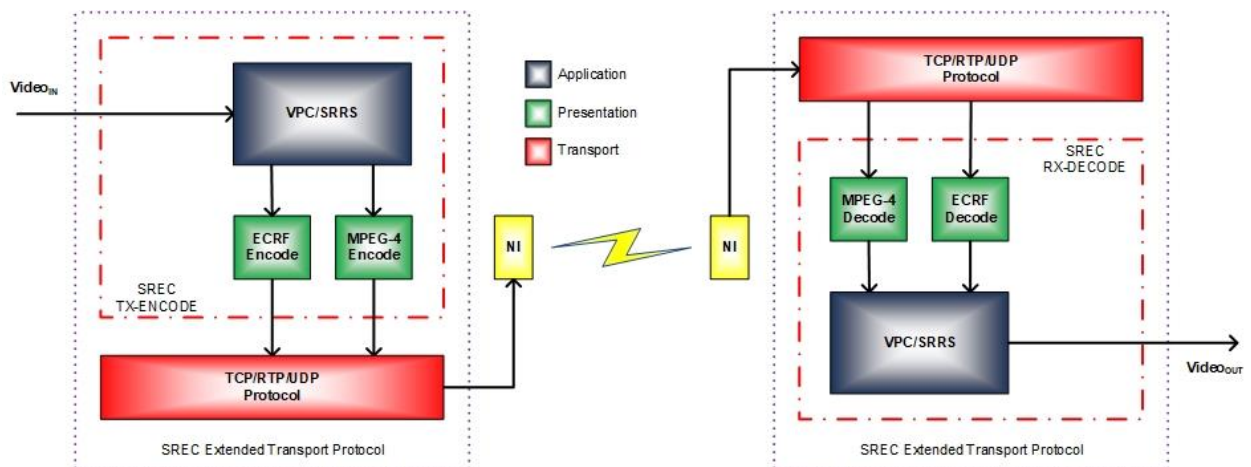 Video_IN
VPC/SRRS
ECRF
Encode
MPEG-4
Encode
SREC
TX-ENCODE
TCP/RTP/UDP
Protocol
SREC Extended Transport Protocol
Application
Presentation
Transport
NI
NI
TCP/RTP/UDP
Protocol
SREC
RX-DECODE
MPEG-4
Decode
ECRF
Decode
VPC/SRRS
Video_OUT
SREC Extended Transport Protocol